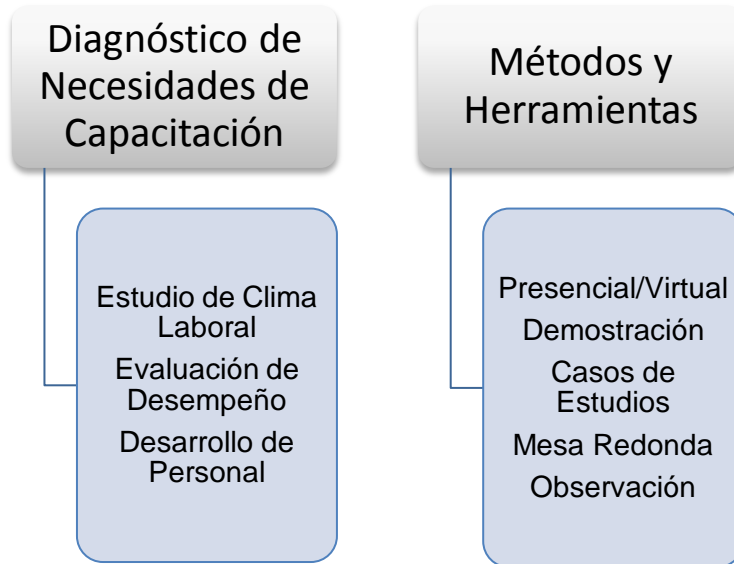 Diagnóstico de
Necesidades de
Capacitación
Estudio de Clima
Laboral
Evaluación de
Desempeño
Desarrollo de
Personal
Métodos y
Herramientas
Presencial/Virtual
Demostración
Casos de
Estudios
Mesa Redonda
Observación